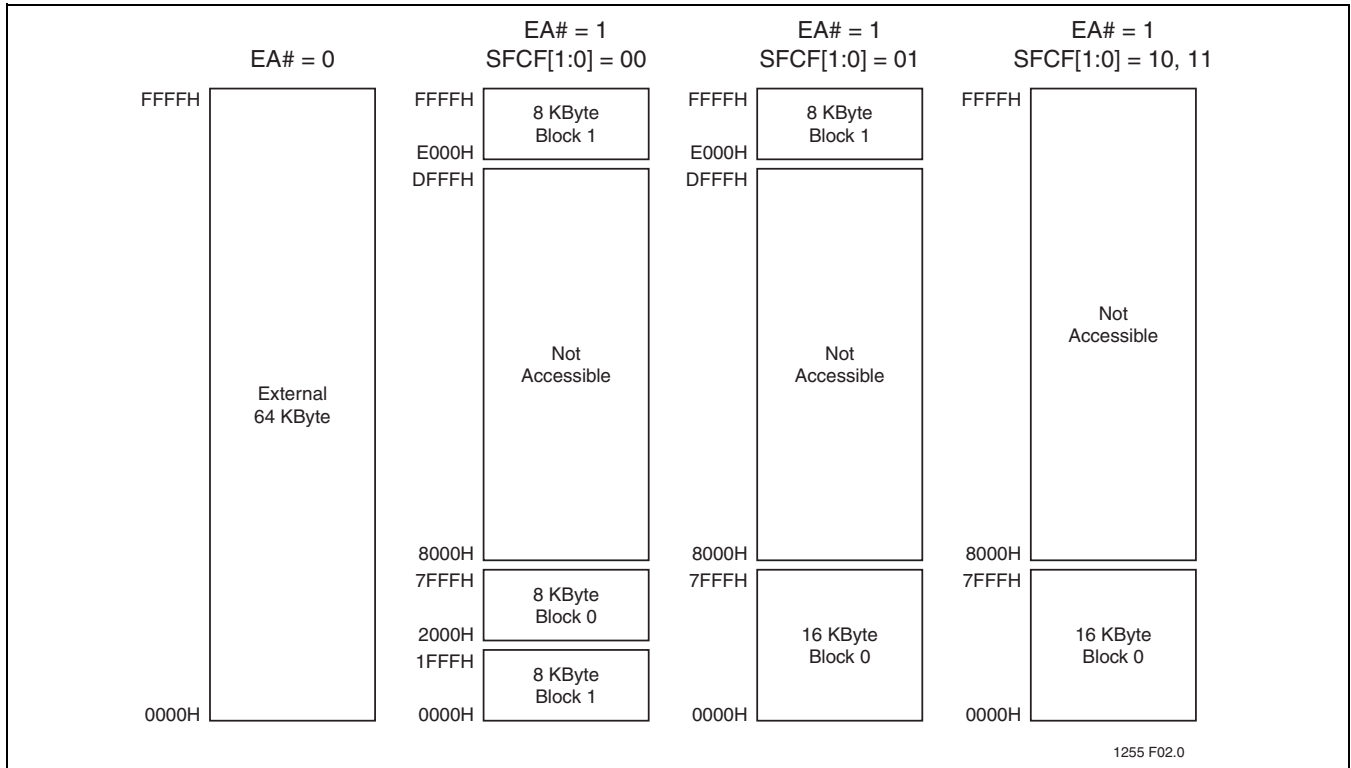 EA# = 0
FFFFH
External
64 KByte
0000H
EA# = 1
SFCF[1:0] = 00
FFFFH
8 KByte
Block 1
E000H
DFFFH
Not
Accessible
8000H
7FFFH
8 KByte
Block 0
2000H
1FFFH
8 KByte
Block 1
0000H
EA# = 1
SFCF[1:0] = 01
FFFFH
8 KByte
Block 1
E000H
DFFFH
Not
Accessible
8000H
7FFFH
16 KByte
Block 0
0000H
EA# = 1
SFCF[1:0] = 10, 11
FFFFH
Not
Accessible
8000H
7FFFH
16 KByte
Block 0
0000H
1255 F02.0